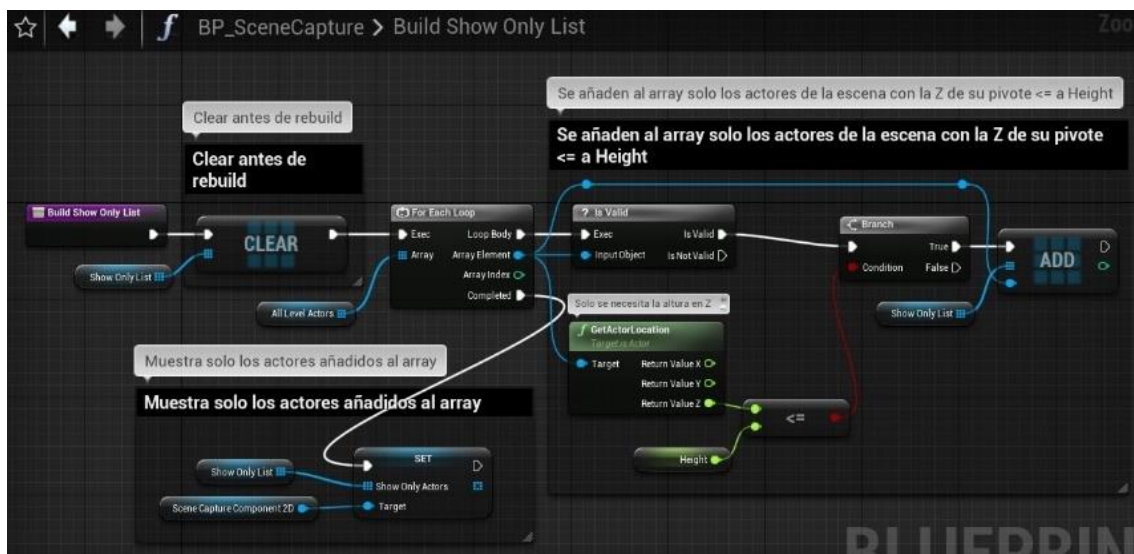 BP_SceneCapture > Build Show Only List
Zoo
Clear antes de rebuild
Clear antes de
rebuild
Se añaden al array solo los actores de la escena con la Z de su pivote <= a Height
Se añaden al array solo los actores de la escena con la Z de su pivote
<= a Height
Build Show Only List
Show Only List
CLEAR
For Each Loop
Exec
Loop Body
Array
Array Element
Array Index
Completed
All Level Actors
? Is Valid
Exec
Is Valid
Input Object
Is Not Valid
Branch
True
Condition
False
Show Only List
ADD
Solo se necesita la altura en Z
GetActorLocation
Target is Actor
Target
Return Value X
Return Value Y
Return Value Z
<=
Height
Muestra solo los actores añadidos al array
Muestra solo los actores añadidos al array
SET
Show Only List
Show Only Actors
Scene Capture Component 2D
Target
BLUEPRIN